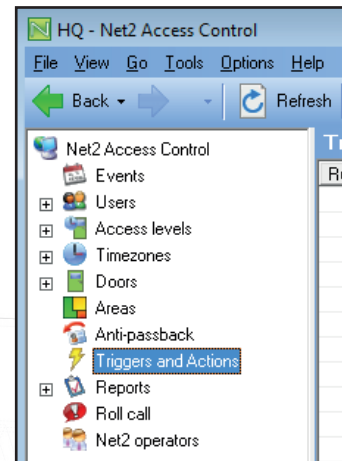 HQ - Net2 Access Control
File View Go Tools Options Help
Back Refresh
Net2 Access Control
Events
Users
Access levels
Timezones
Doors
Areas
Anti-passback
Triggers and Actions
Reports
Roll call
Net2 operators